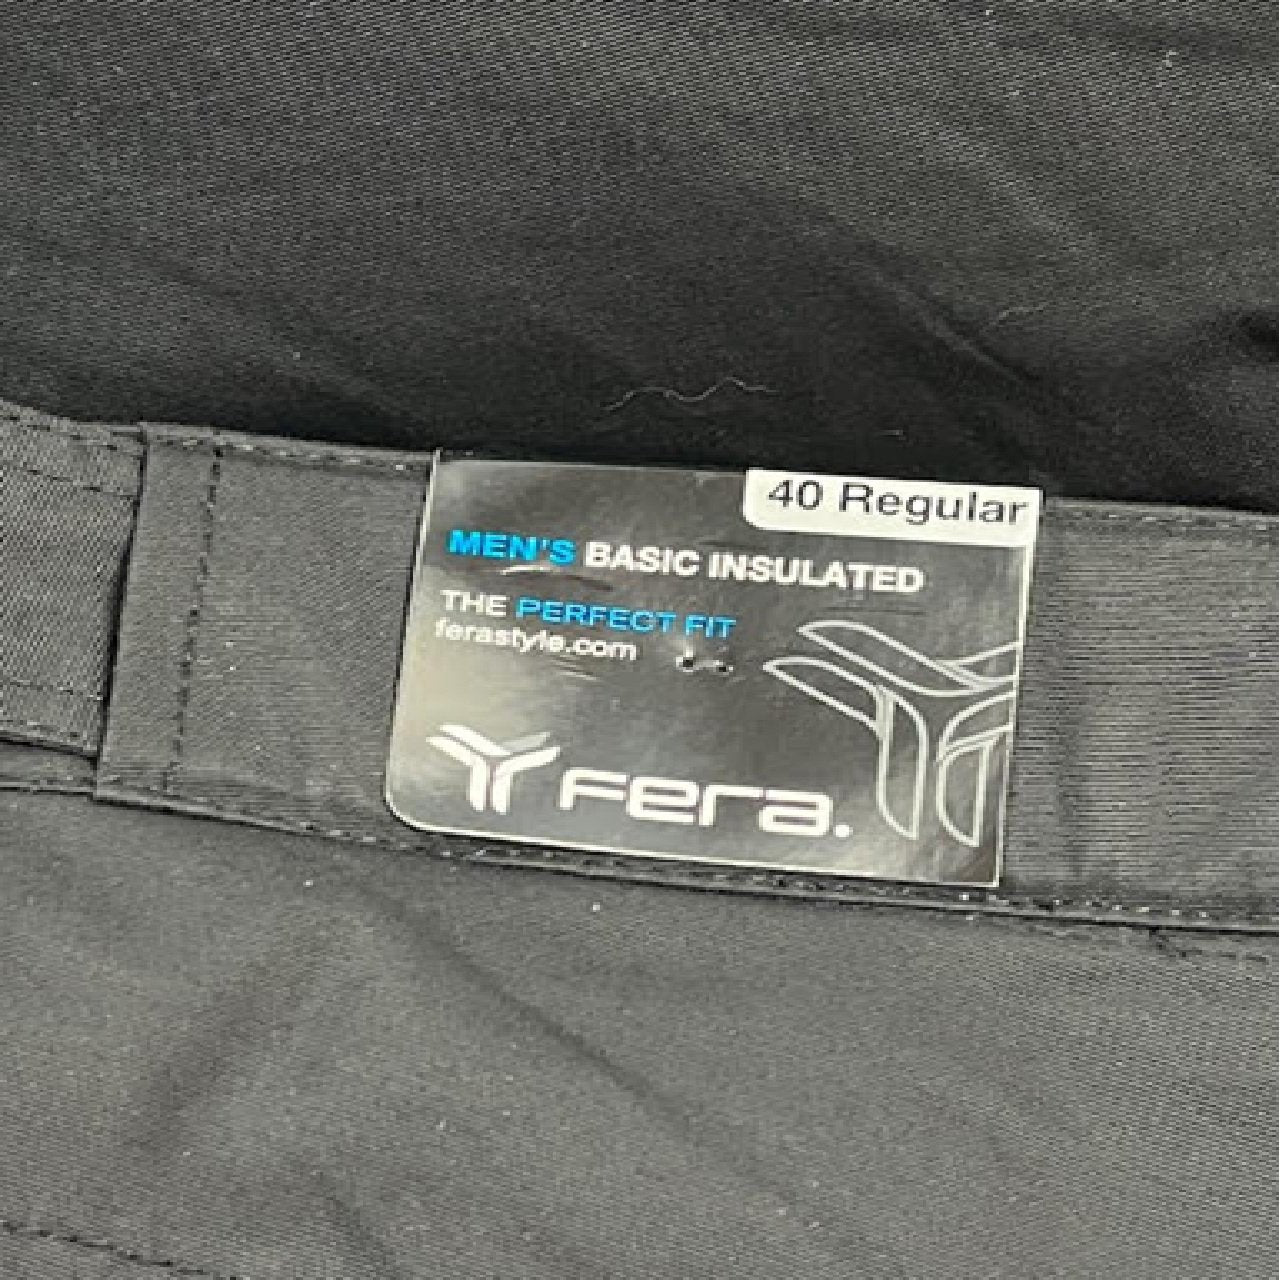 40 Regular
MEN'S BASIC INSULATED
THE PERFECT FIT
ferastyle.com
Fera.